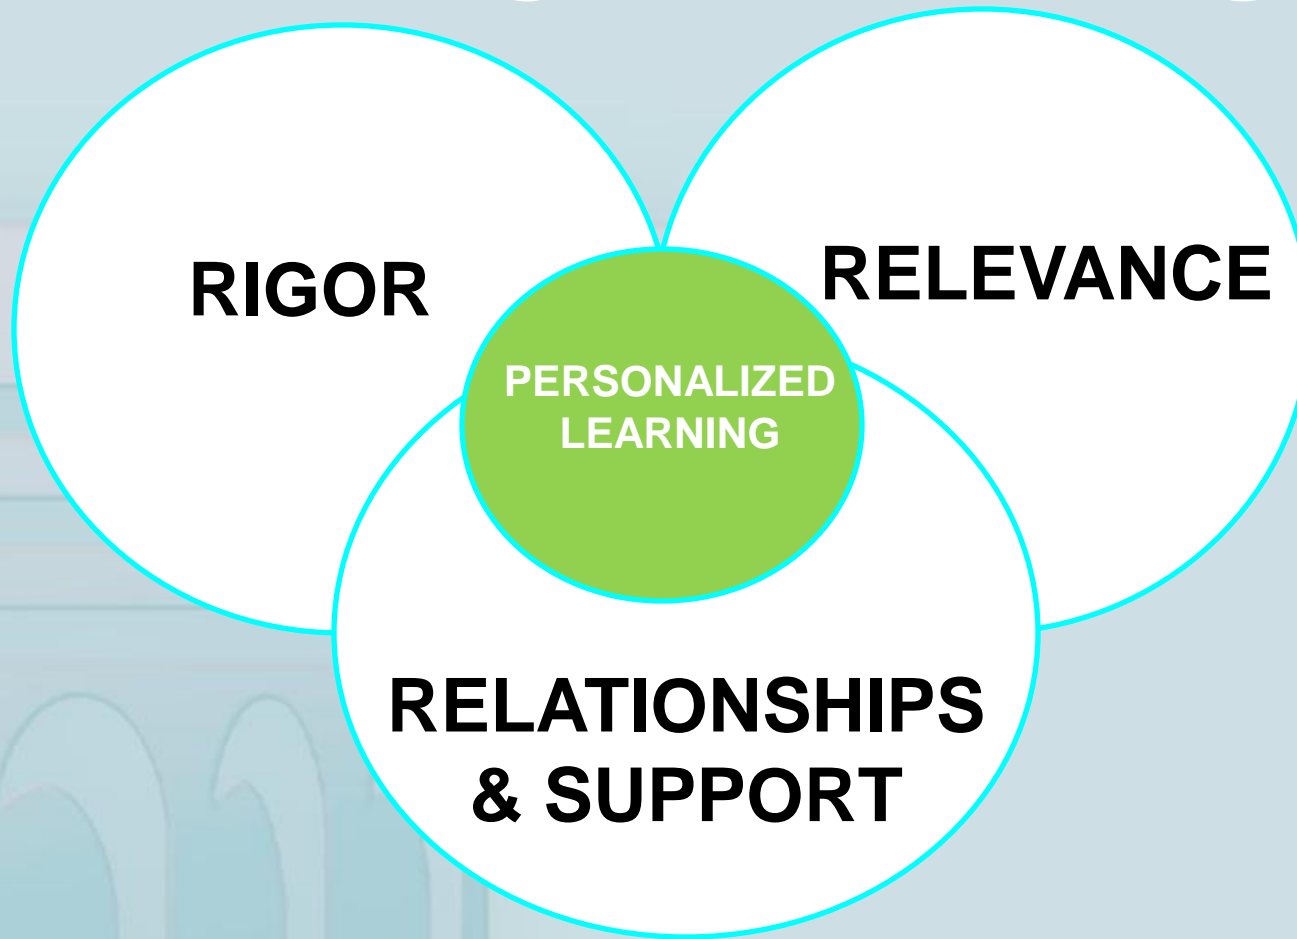 RIGOR
RELEVANCE
PERSONALIZED
LEARNING
RELATIONSHIPS
& SUPPORT